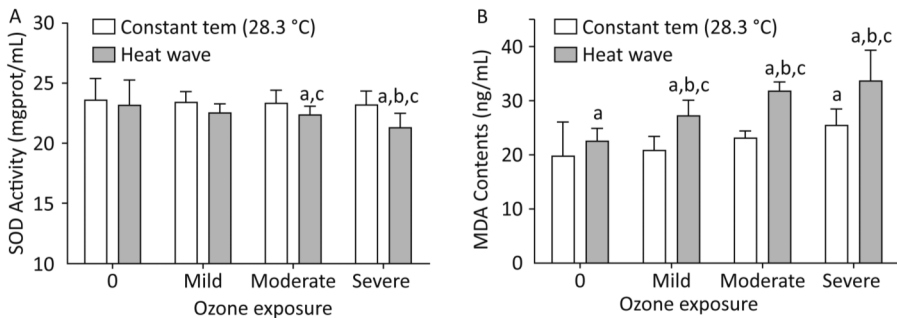 A
Constant tem (28.3 °C)
Heat wave
SOD Activity (mgprot/mL)
30
25
20
15
10
a,c
a,b,c
0 Mild Moderate Severe
Ozone exposure
B
Constant tem (28.3 °C)
Heat wave
MDA Contents (ng/mL)
40
30
20
10
0
a
a,b,c
a,b,c
a
a,b,c
0 Mild Moderate Severe
Ozone exposure